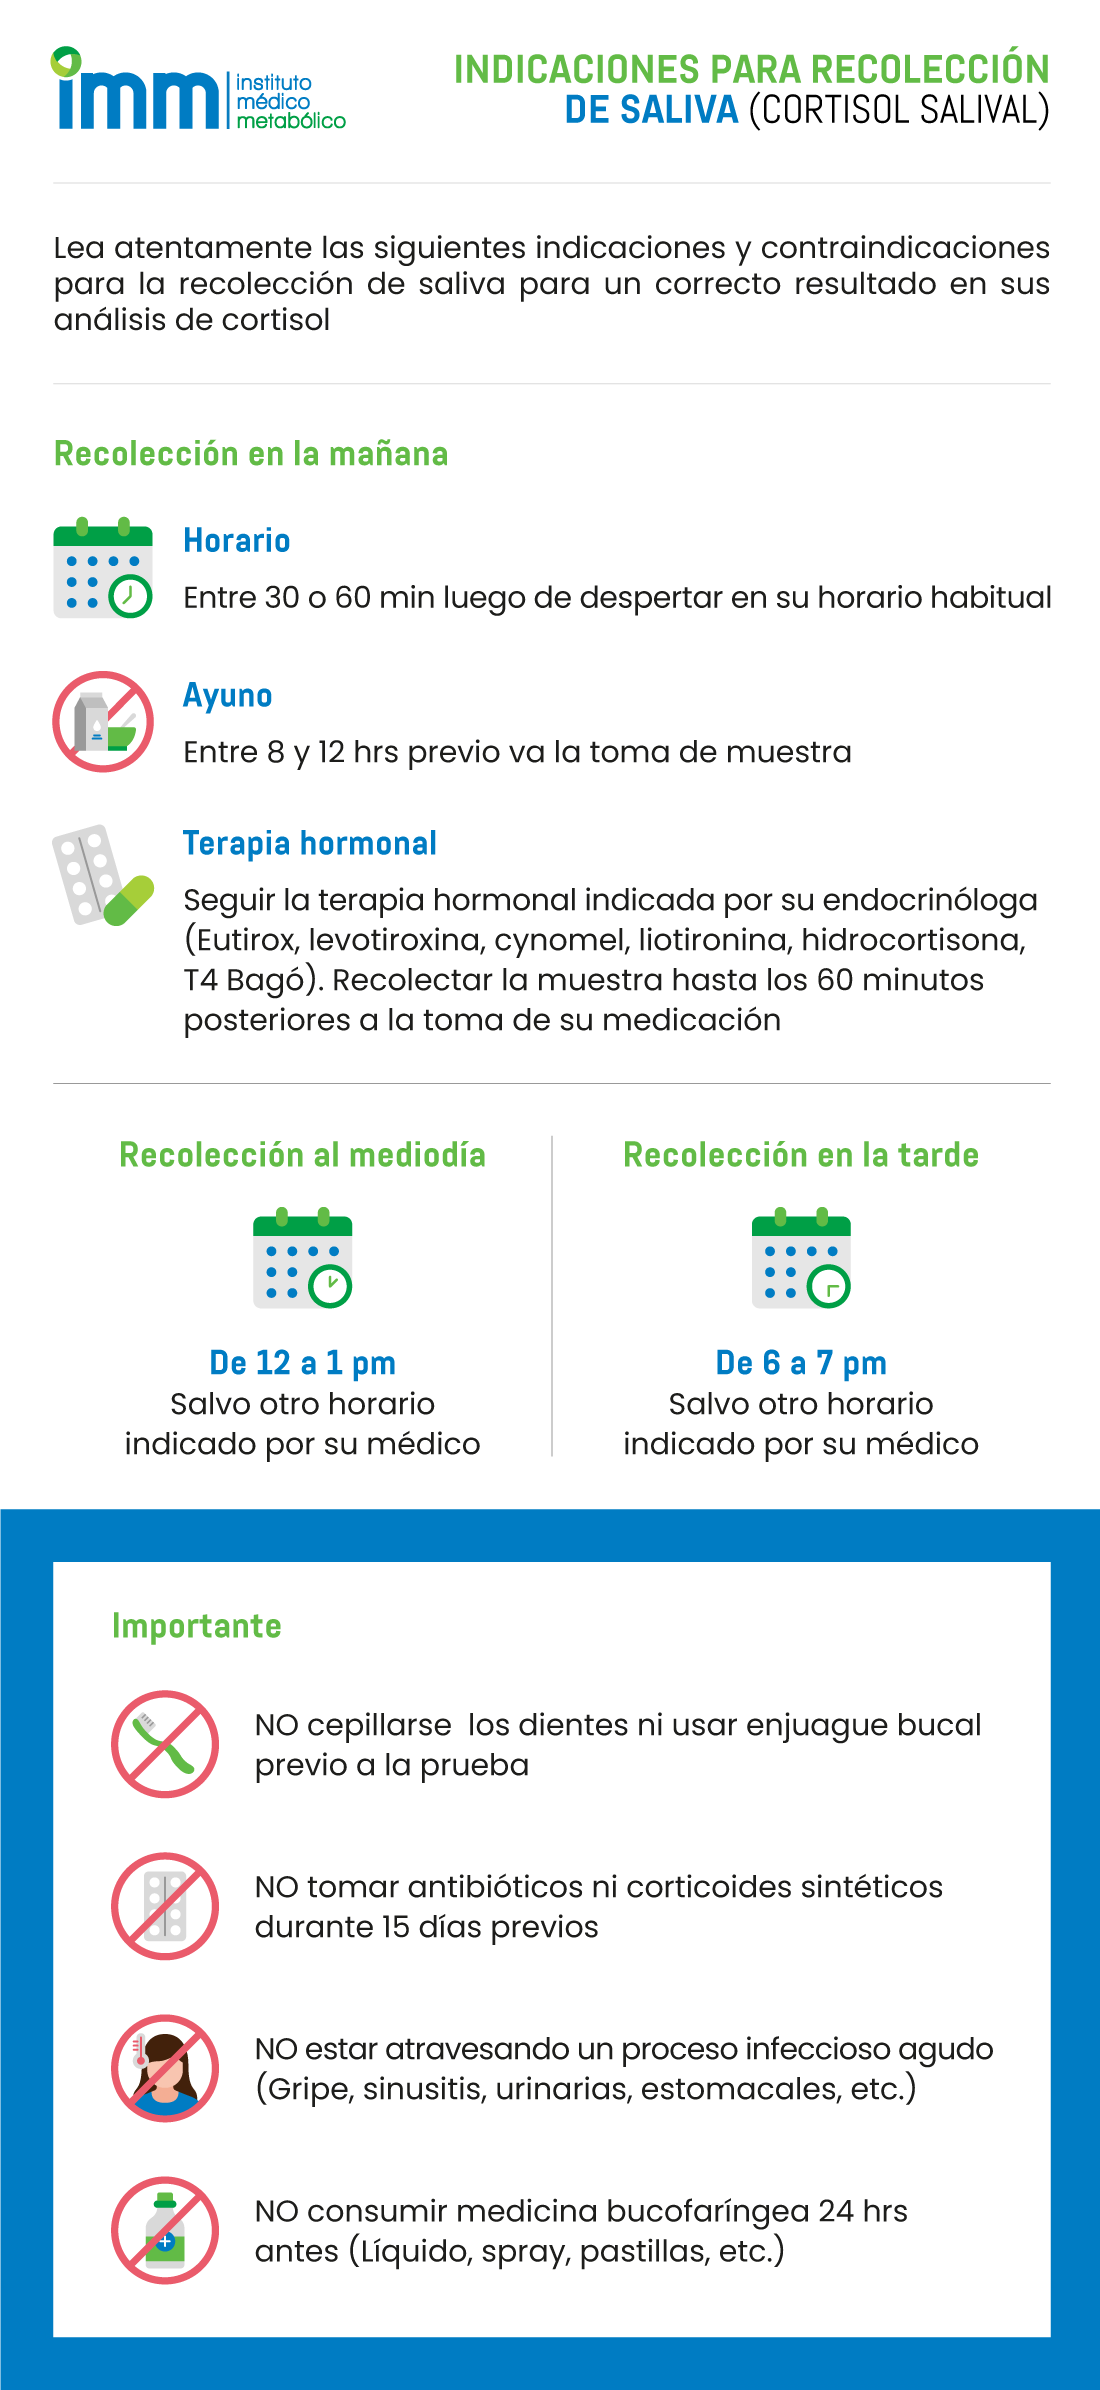 imm instituto
médico
metabólico
INDICACIONES PARA RECOLECCIÓN
DE SALIVA (CORTISOL SALIVAL)
Lea atentamente las siguientes indicaciones y contraindicaciones
para la recolección de saliva para un correcto resultado en sus
análisis de cortisol
Recolección en la mañana
Horario
Entre 30 o 60 min luego de despertar en su horario habitual
Ayuno
Entre 8 y 12 hrs previo va la toma de muestra
Terapia hormonal
Seguir la terapia hormonal indicada por su endocrinóloga
(Eutirox, levotiroxina, cynomel, liotironina, hidrocortisona,
T4 Bagó). Recolectar la muestra hasta los 60 minutos
posteriores a la toma de su medicación
Recolección al mediodía
De 12 a 1 pm
Salvo otro horario
indicado por su médico
Recolección en la tarde
De 6 a 7 pm
Salvo otro horario
indicado por su médico
Importante
NO cepillarse  los dientes ni usar enjuague bucal
previo a la prueba
NO tomar antibióticos ni corticoides sintéticos
durante 15 días previos
NO estar atravesando un proceso infeccioso agudo
(Gripe, sinusitis, urinarias, estomacales, etc.)
NO consumir medicina bucofaríngea 24 hrs
antes (Líquido, spray, pastillas, etc.)